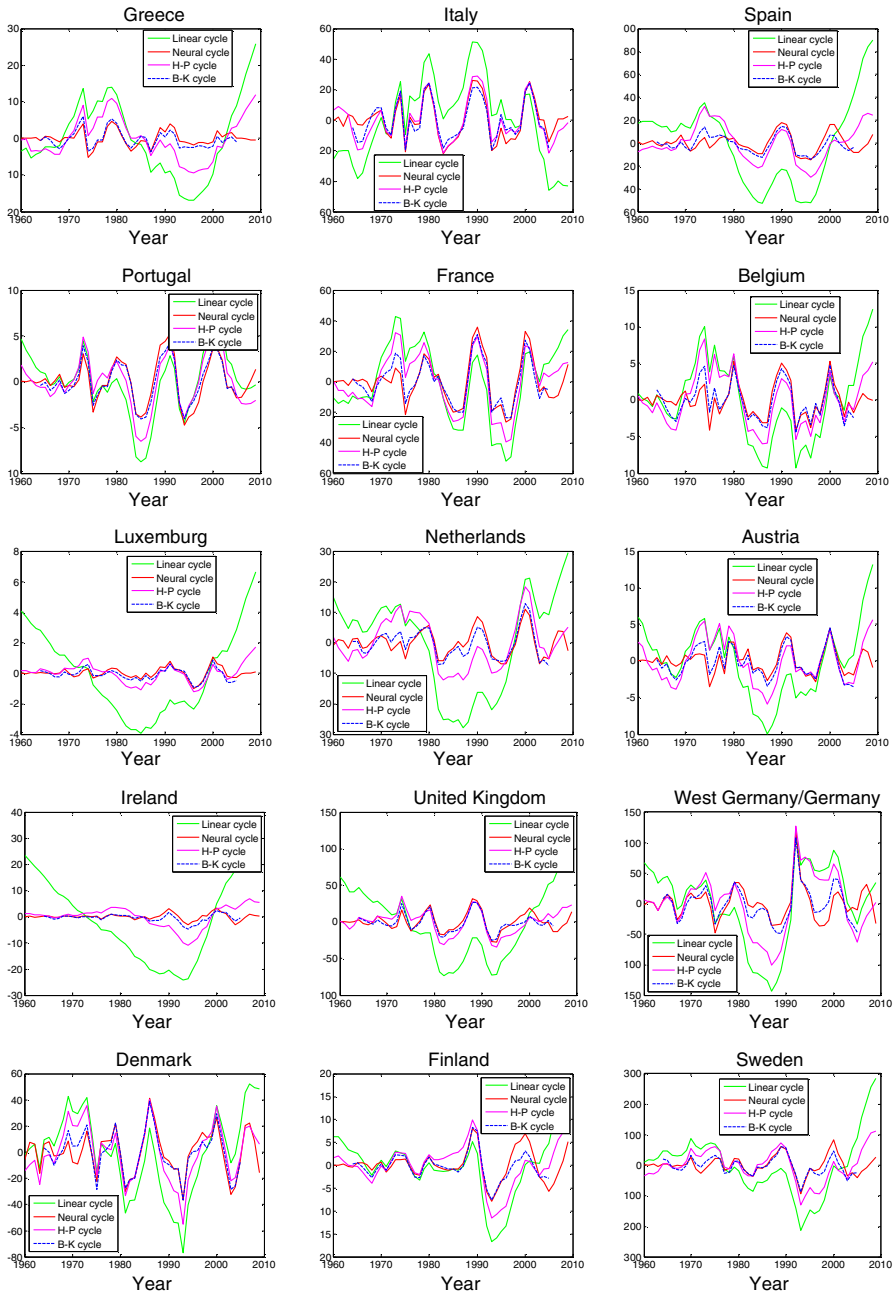 Greece
30
20
10
0
10
20
Linear cycle
Neural cycle
H-P cycle
B-K cycle
1960 1970 1980 1990 2000 2010
Year
Italy
60
40
20
0
20
40
60
Linear cycle
Neural cycle
H-P cycle
B-K cycle
1960 1970 1980 1990 2000 2010
Year
Spain
00
80
60
40
20
0
20
40
60
Linear cycle
Neural cycle
H-P cycle
B-K cycle
1960 1970 1980 1990 2000 2010
Year
Portugal
10
5
0
-5
10
Linear cycle
Neural cycle
H-P cycle
B-K cycle
1960 1970 1980 1990 2000 2010
Year
France
60
40
20
0
20
40
60
Linear cycle
Neural cycle
H-P cycle
B-K cycle
1960 1970 1980 1990 2000 2010
Year
Belgium
15
10
5
0
-5
10
Linear cycle
Neural cycle
H-P cycle
B-K cycle
1960 1970 1980 1990 2000 2010
Year
Luxemburg
8
6
4
2
0
-2
-4
Linear cycle
Neural cycle
H-P cycle
B-K cycle
1960 1970 1980 1990 2000 2010
Year
Netherlands
30
20
10
0
10
20
30
Linear cycle
Neural cycle
H-P cycle
B-K cycle
1960 1970 1980 1990 2000 2010
Year
Austria
15
10
5
0
-5
10
Linear cycle
Neural cycle
H-P cycle
B-K cycle
1960 1970 1980 1990 2000 2010
Year
Ireland
40
30
20
10
0
-10
-20
-30
Linear cycle
Neural cycle
H-P cycle
B-K cycle
1960 1970 1980 1990 2000 2010
Year
United Kingdom
150
100
50
0
-50
100
Linear cycle
Neural cycle
H-P cycle
B-K cycle
1960 1970 1980 1990 2000 2010
Year
West Germany/Germany
150
100
50
0
50
100
150
Linear cycle
Neural cycle
H-P cycle
B-K cycle
1960 1970 1980 1990 2000 2010
Year
Denmark
60
40
20
0
-20
-40
-60
-80
Linear cycle
Neural cycle
H-P cycle
B-K cycle
1960 1970 1980 1990 2000 2010
Year
Finland
20
15
10
5
0
5
10
15
20
Linear cycle
Neural cycle
H-P cycle
B-K cycle
1960 1970 1980 1990 2000 2010
Year
Sweden
300
200
100
0
100
200
300
Linear cycle
Neural cycle
H-P cycle
B-K cycle
1960 1970 1980 1990 2000 2010
Year